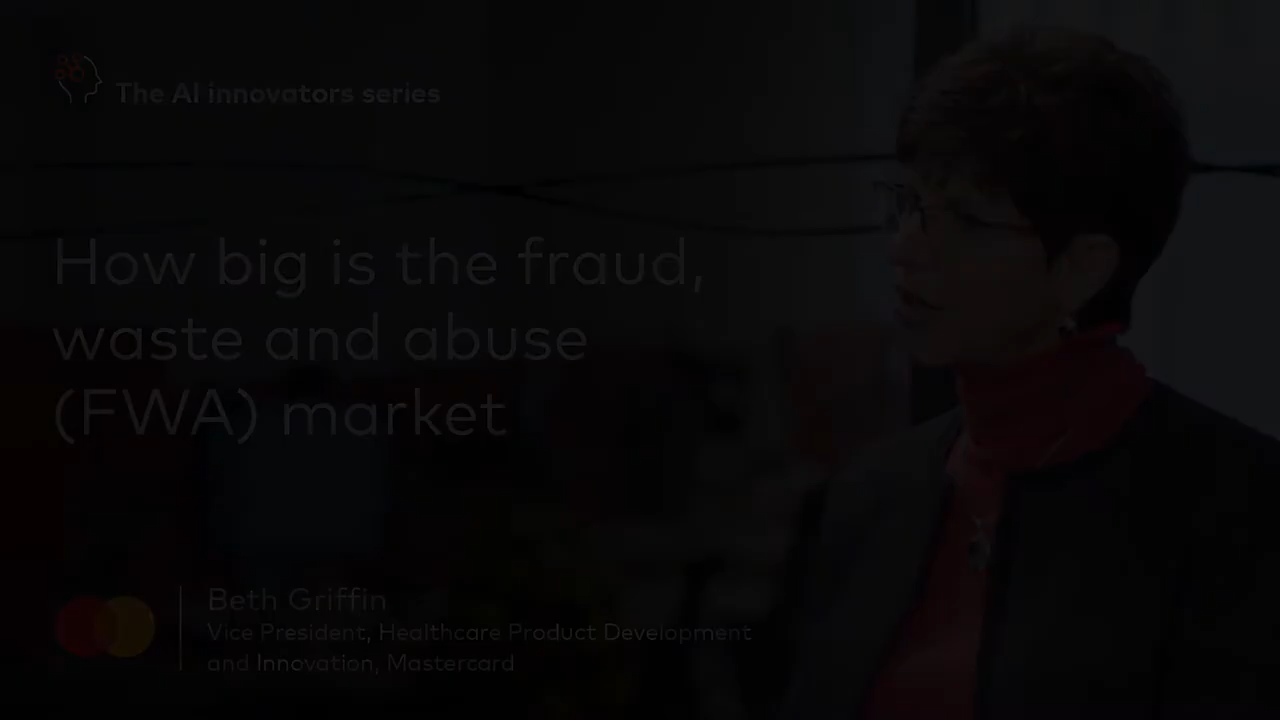 The AI innovators series
How big is the fraud,
waste and abuse
(FWA) market
Beth Griffin
Vice President, Healthcare Product Development
and Innovation, Mastercard